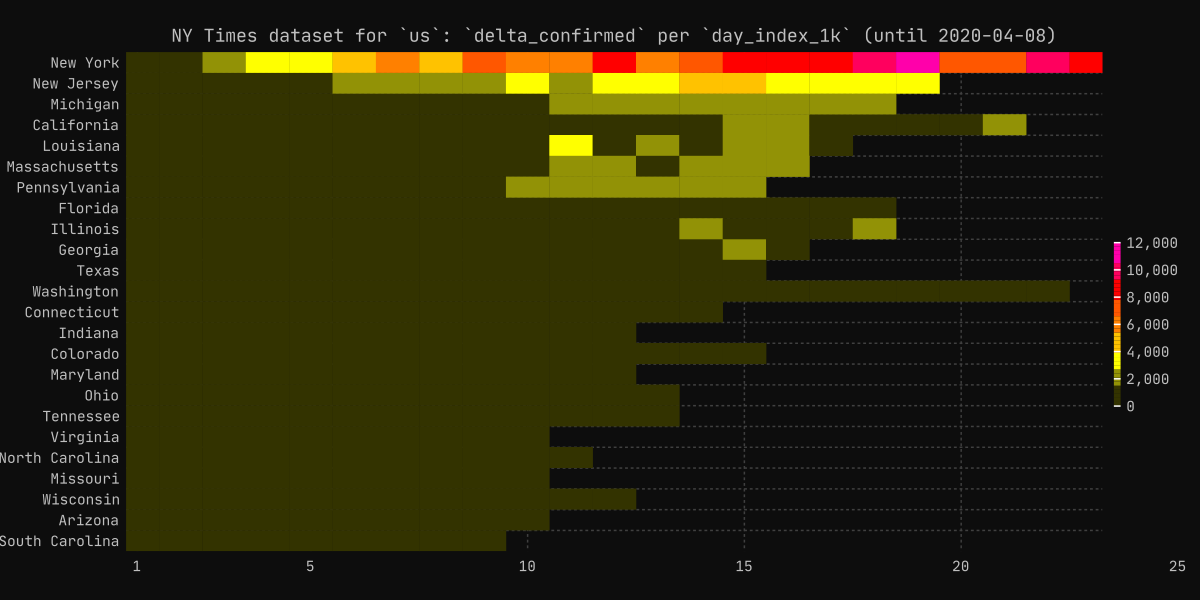 NY Times dataset for `us`: `delta_confirmed` per `day_index_1k` (until 2020-04-08)
New York
New Jersey
Michigan
California
Louisiana
Massachusetts
Pennsylvania
Florida
Illinois
Georgia
Texas
Washington
Connecticut
Indiana
Colorado
Maryland
Ohio
Tennessee
Virginia
North Carolina
Missouri
Wisconsin
Arizona
South Carolina
12,000
10,000
8,000
6,000
4,000
2,000
0
1 5 10 15 20 25